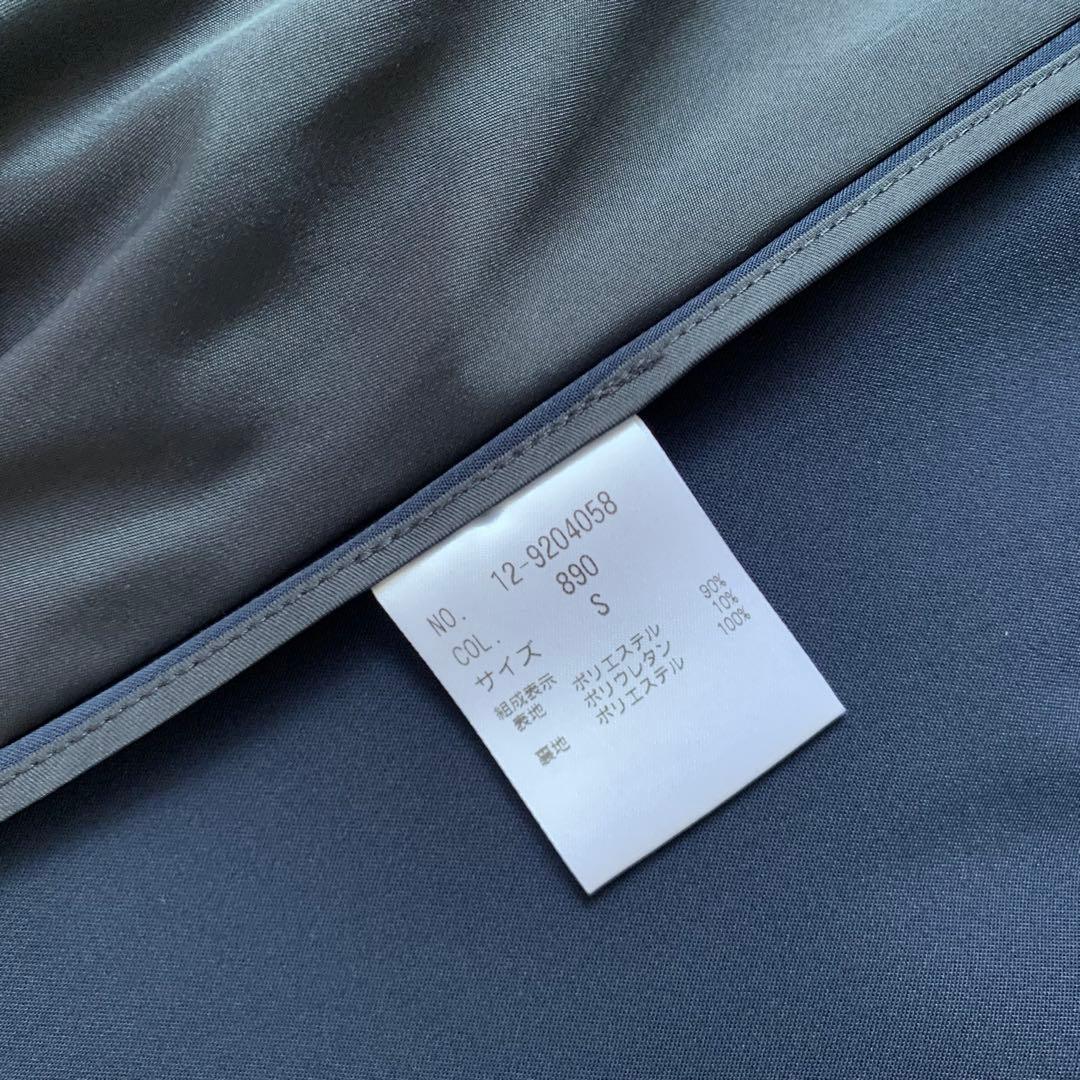 NO. 12-9204058
COL. 890
サイズ S
組成表示
表地 ポリエステル 90%
ポリウレタン 10%
裏地 ポリエステル 100%